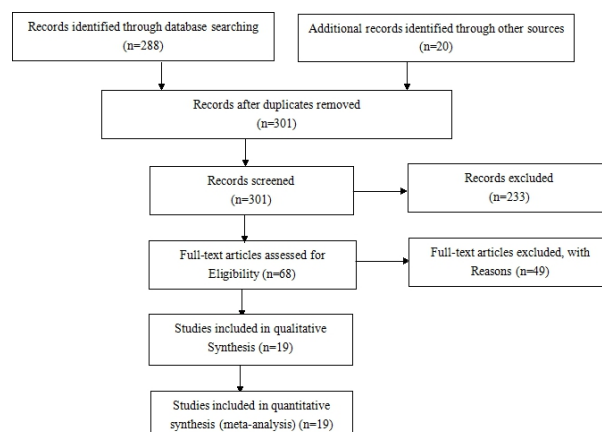 Records identified through database searching
(n=288)
Additional records identified through other sources
(n=20)
Records after duplicates removed
(n=301)
Records screened
(n=301)
Records excluded
(n=233)
Full-text articles assessed for
Eligibility (n=68)
Full-text articles excluded, with
Reasons (n=49)
Studies included in qualitative
Synthesis (n=19)
Studies included in quantitative
synthesis (meta-analysis) (n=19)